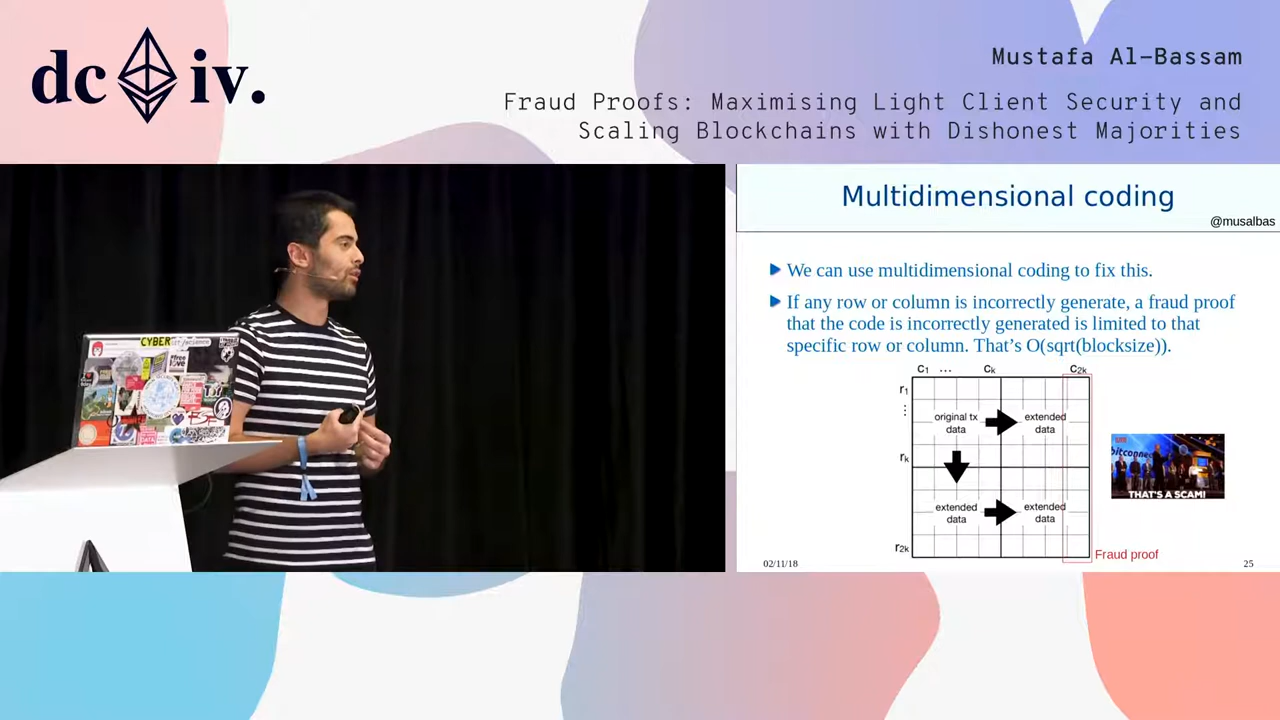 dc iv.
Mustafa Al-Bassam
Fraud Proofs: Maximising Light Client Security and
Scaling Blockchains with Dishonest Majorities
Multidimensional coding
@musalbas
We can use multidimensional coding to fix this.
If any row or column is incorrectly generate, a fraud proof
that the code is incorrectly generated is limited to that
specific row or column. That's O(sqrt(blocksize)).
c1 ... ck c2k
r1
⋮
rk
r2k
original tx
data
extended
data
extended
data
extended
data
bitconnect
THAT'S A SCAM!
Fraud proof
02/11/18
25
CYBER